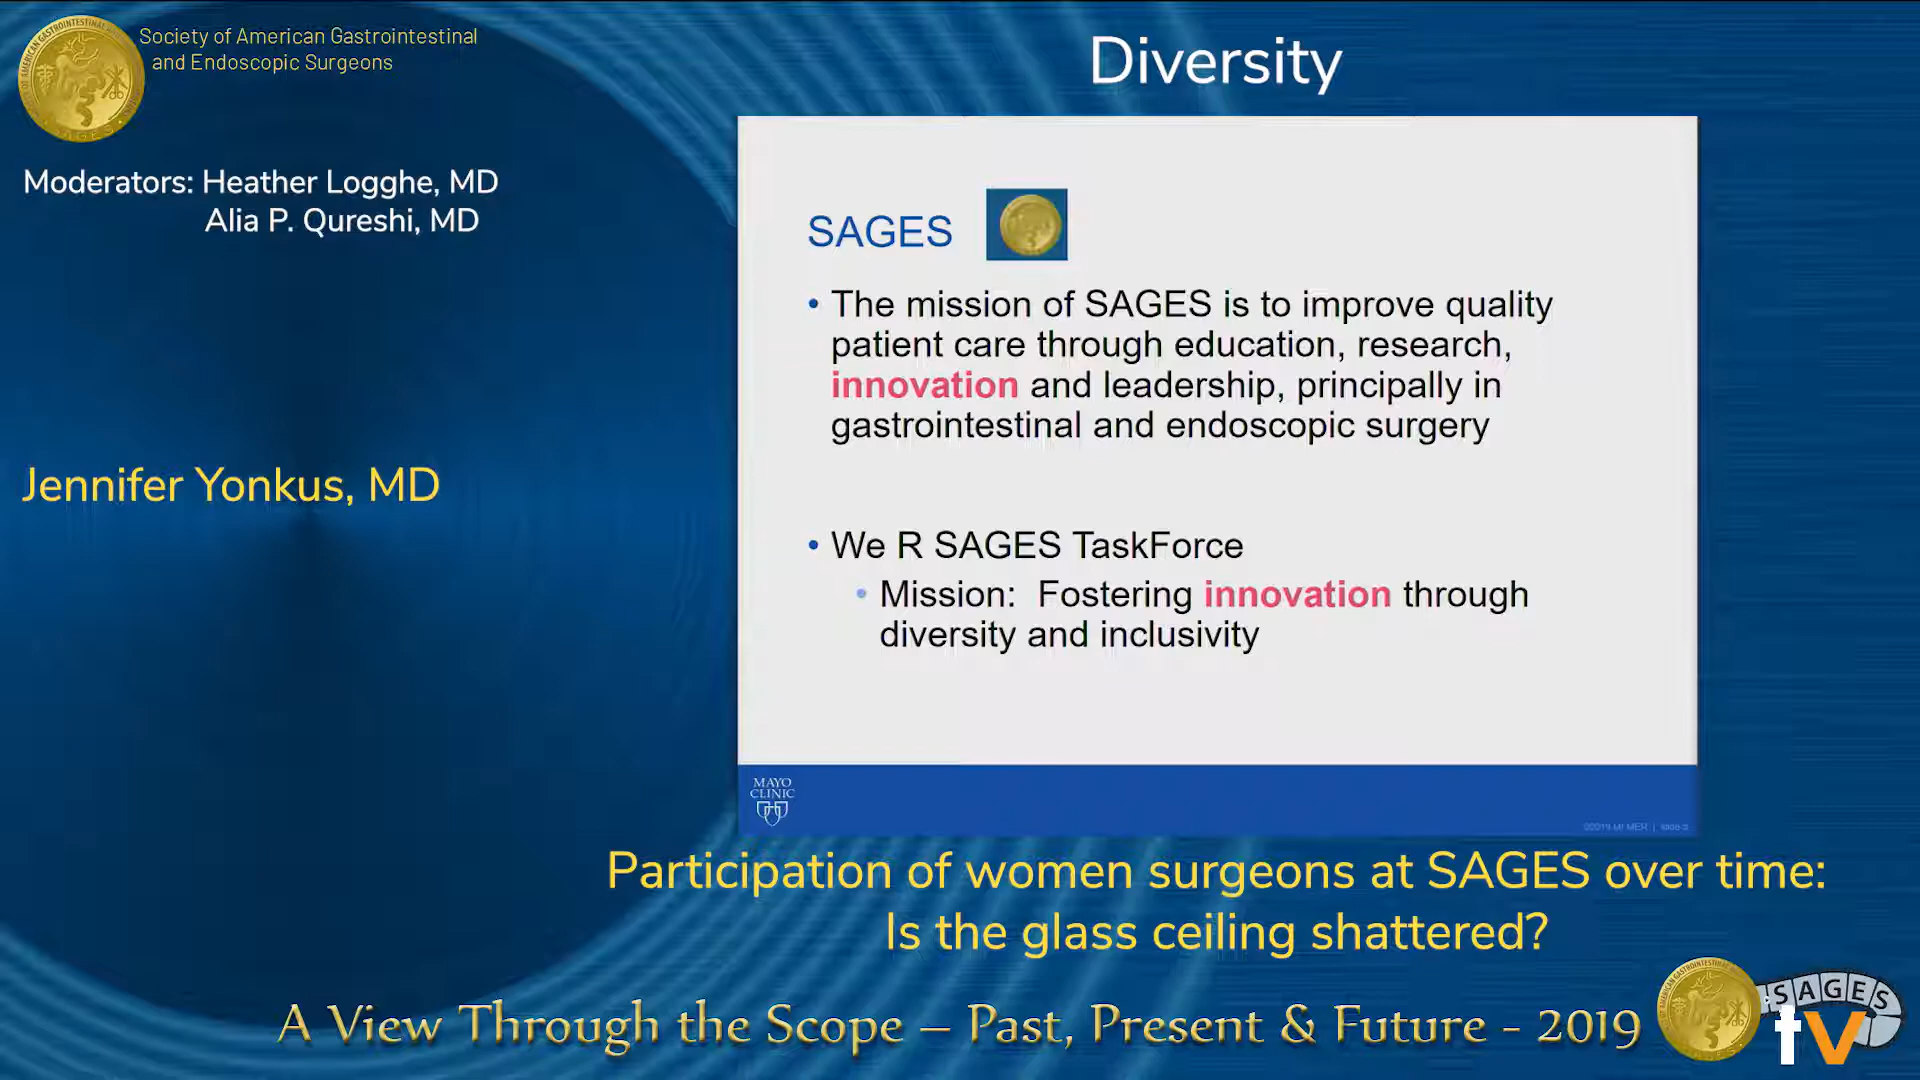 Society of American Gastrointestinal
and Endoscopic Surgeons
Diversity
Moderators: Heather Logghe, MD
Alia P. Qureshi, MD
SAGES
• The mission of SAGES is to improve quality
patient care through education, research,
innovation and leadership, principally in
gastrointestinal and endoscopic surgery
• We R SAGES TaskForce
• Mission: Fostering innovation through
diversity and inclusivity
Jennifer Yonkus, MD
MAYO
CLINIC
Participation of women surgeons at SAGES over time:
Is the glass ceiling shattered?
A View Through the Scope – Past, Present & Future - 2019
SAGES
tv